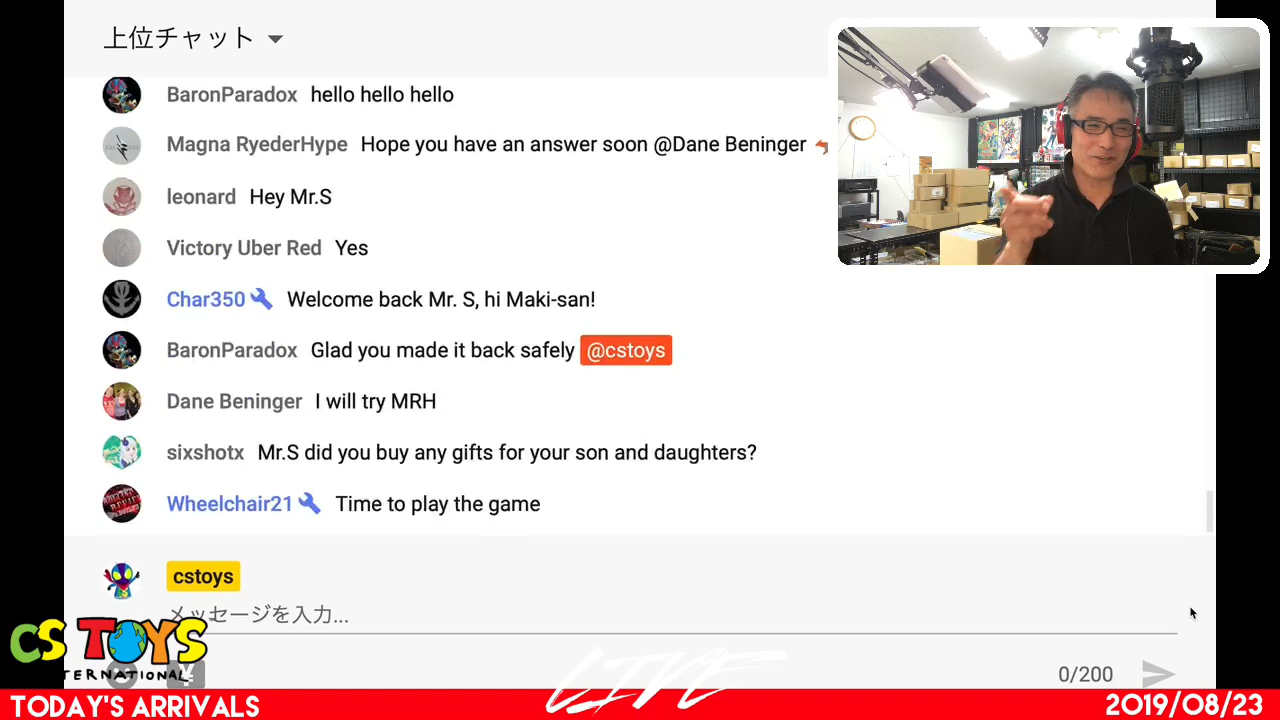 上位チャット
BaronParadox hello hello hello
Magna RyederHype Hope you have an answer soon @Dane Beninger
leonard Hey Mr.S
Victory Uber Red Yes
Char350 Welcome back Mr. S, hi Maki-san!
BaronParadox Glad you made it back safely @cstoys
Dane Beninger I will try MRH
sixshotx Mr.S did you buy any gifts for your son and daughters?
Wheelchair21 Time to play the game
cstoys
メッセージを入力...
CS TOYS
TERNATIONAL
¥
0/200
LIVE
TODAY'S ARRIVALS
2019/08/23